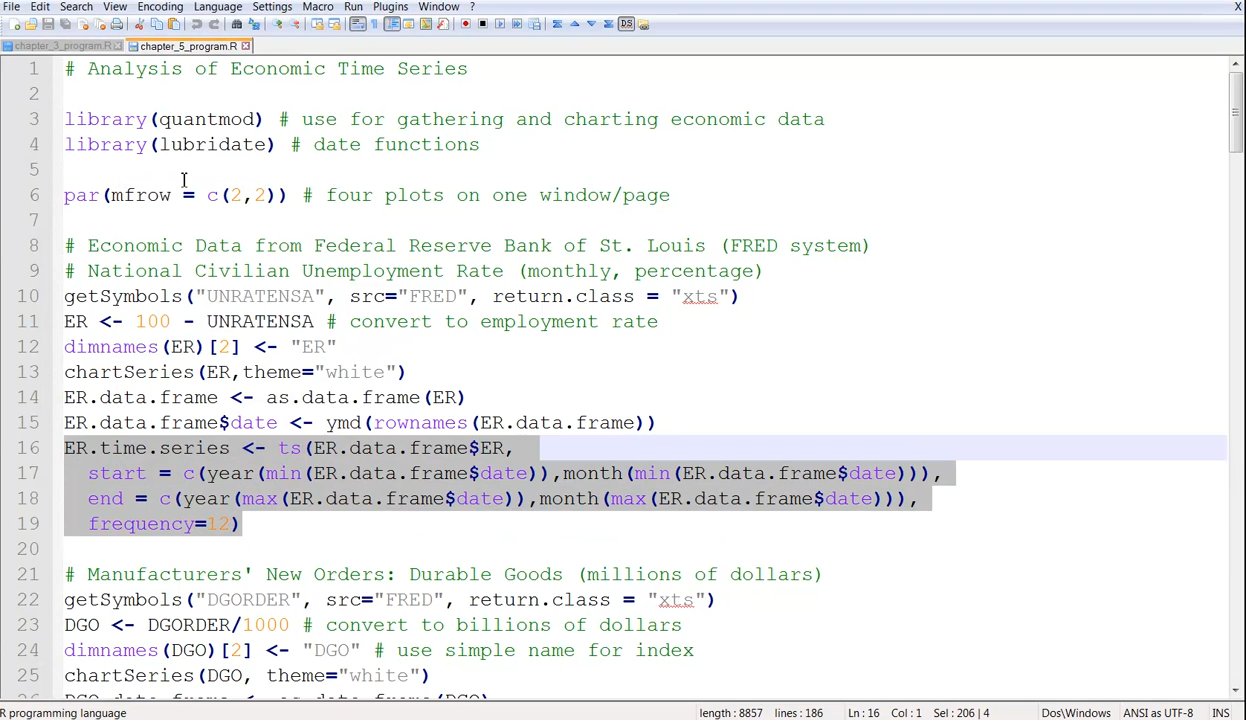 File Edit Search View Encoding Language Settings Macro Run Plugins Window ? X
chapter_3_program.R chapter_5_program.R
1 # Analysis of Economic Time Series
2
3 library(quantmod) # use for gathering and charting economic data
4 library(lubridate) # date functions
5
6 par(mfrow = c(2,2)) # four plots on one window/page
7
8 # Economic Data from Federal Reserve Bank of St. Louis (FRED system)
9 # National Civilian Unemployment Rate (monthly, percentage)
10 getSymbols("UNRATENSA", src="FRED", return.class = "xts")
11 ER <- 100 - UNRATENSA # convert to employment rate
12 dimnames(ER)[2] <- "ER"
13 chartSeries(ER,theme="white")
14 ER.data.frame <- as.data.frame(ER)
15 ER.data.frame$date <- ymd(rownames(ER.data.frame))
16 ER.time.series <- ts(ER.data.frame$ER,
17 start = c(year(min(ER.data.frame$date)),month(min(ER.data.frame$date))),
18 end = c(year(max(ER.data.frame$date)),month(max(ER.data.frame$date))),
19 frequency=12)
20
21 # Manufacturers' New Orders: Durable Goods (millions of dollars)
22 getSymbols("DGORDER", src="FRED", return.class = "xts")
23 DGO <- DGORDER/1000 # convert to billions of dollars
24 dimnames(DGO)[2] <- "DGO" # use simple name for index
25 chartSeries(DGO, theme="white")
26 DGO.data.frame <- as.data.frame(DGO)
R programming language length : 8857 lines : 186 Ln : 16 Col : 1 Sel : 206 | 4 Dos\Windows ANSI as UTF-8 INS